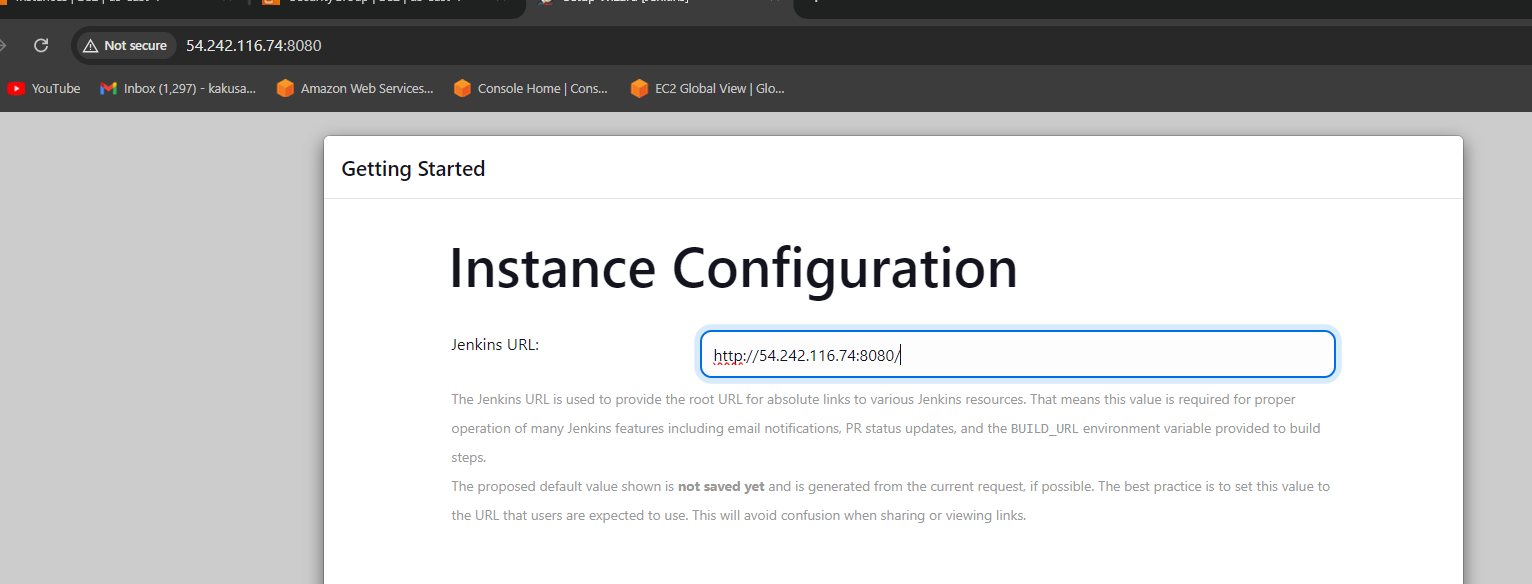 Not secure 54.242.116.74:8080
YouTube Inbox (1,297) - kakusa... Amazon Web Services... Console Home | Cons... EC2 Global View | Glo...
Getting Started
Instance Configuration
Jenkins URL: http://54.242.116.74:8080/
The Jenkins URL is used to provide the root URL for absolute links to various Jenkins resources. That means this value is required for proper
operation of many Jenkins features including email notifications, PR status updates, and the BUILD_URL environment variable provided to build
steps.
The proposed default value shown is not saved yet and is generated from the current request, if possible. The best practice is to set this value to
the URL that users are expected to use. This will avoid confusion when sharing or viewing links.